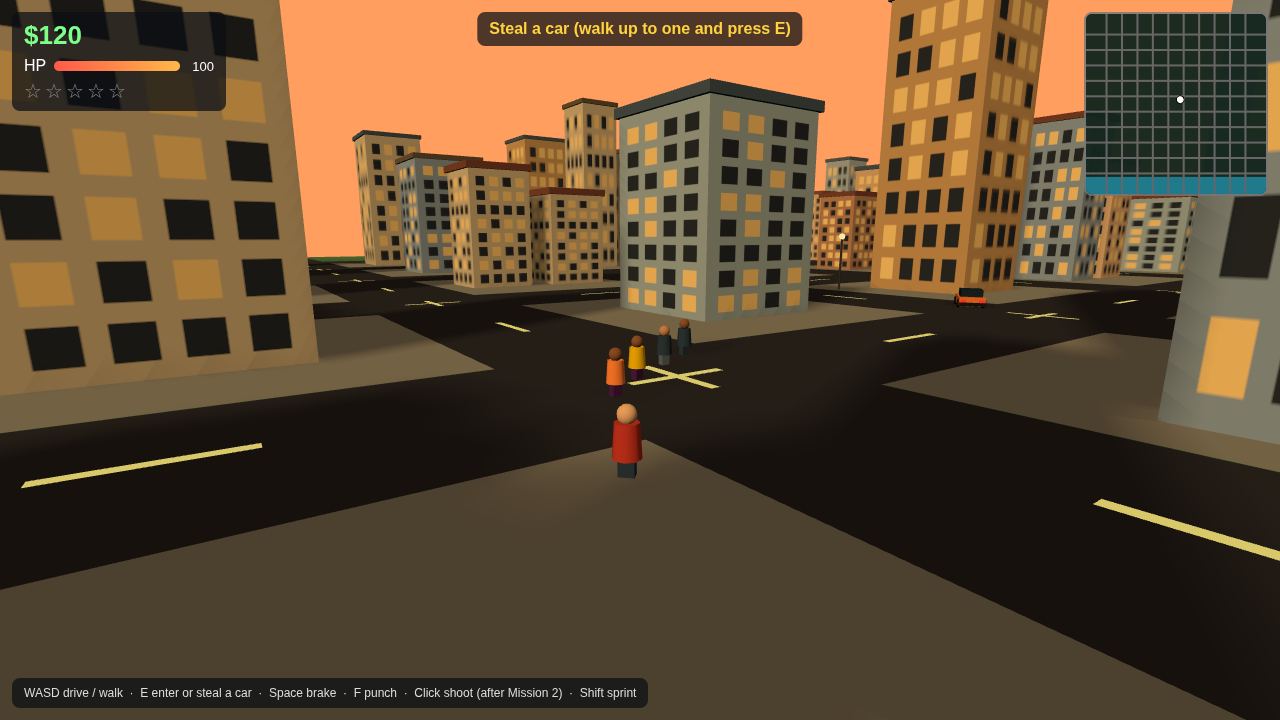 $120
Steal a car (walk up to one and press E)
HP 100
☆☆☆☆☆
WASD drive / walk · E enter or steal a car · Space brake · F punch · Click shoot (after Mission 2) · Shift sprint